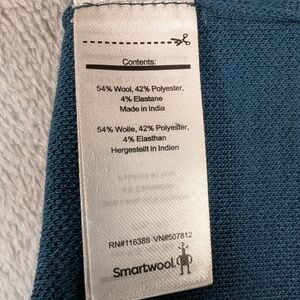 Contents:
54% Wool, 42% Polyester,
4% Elastane
Made in India
54% Wolle, 42% Polyester,
4% Elasthan
Hergestellt in Indien
RN#116388 VN#507812
Smartwool